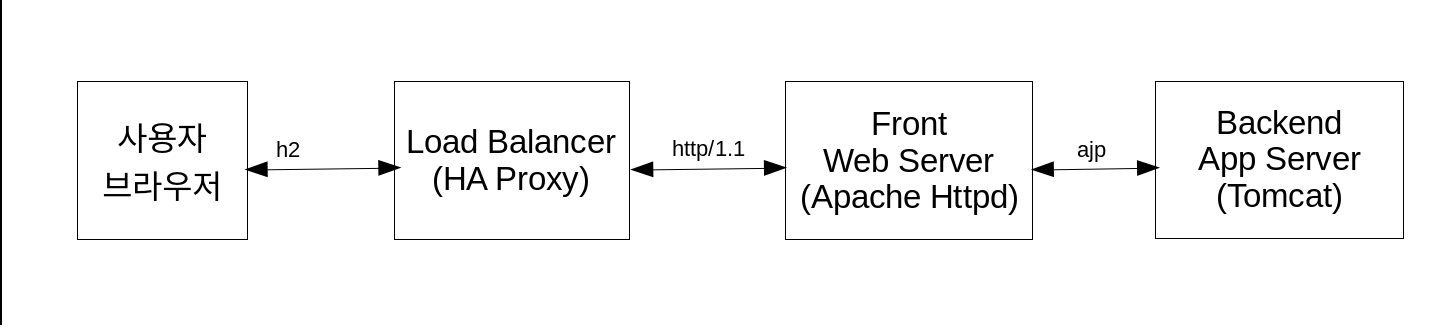 사용자
브라우저
h2
Load Balancer
(HA Proxy)
http/1.1
Front
Web Server
(Apache Httpd)
ajp
Backend
App Server
(Tomcat)